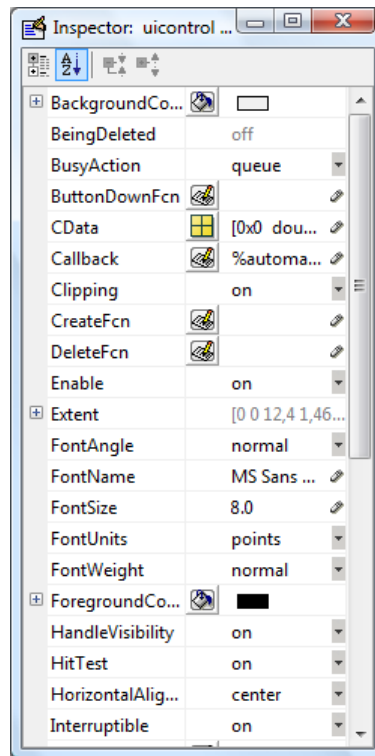 Inspector: uicontrol ...
BackgroundCo...
BeingDeleted off
BusyAction queue
ButtonDownFcn
CData [0x0 dou...
Callback %automa...
Clipping on
CreateFcn
DeleteFcn
Enable on
Extent [0 0 12,4 1,46...
FontAngle normal
FontName MS Sans ...
FontSize 8.0
FontUnits points
FontWeight normal
ForegroundCo...
HandleVisibility on
HitTest on
HorizontalAlig... center
Interruptible on